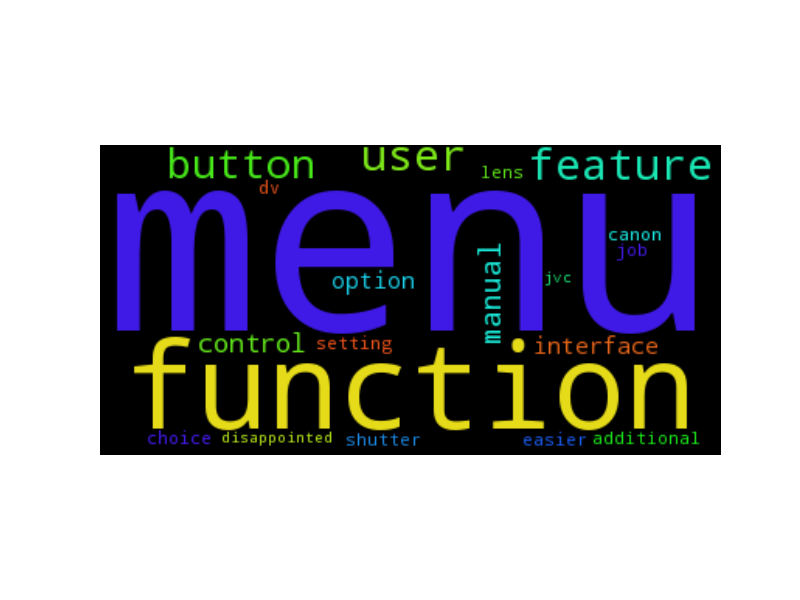 button user lens feature
dv
menu
canon
job
option manual jvc
control setting interface
function
choice disappointed shutter easier additional